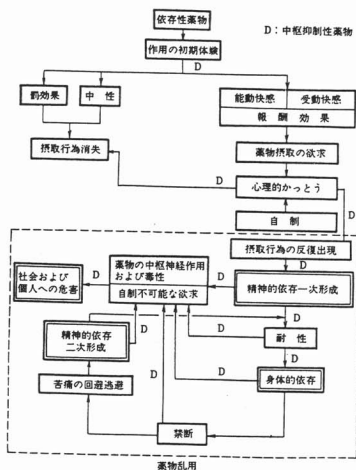 依存性薬物
D：中枢抑制性薬物
作用の初期体験
D
罰効果
中性
能動快感
受動快感
報酬効果
摂取行為消失
薬物摂取の欲求
D
心理的かっとう
D
自制
摂取行為の反復出現
D
社会および
個人への危害
D
薬物の中枢神経作用
および毒性
自制不可能な欲求
D
精神的依存一次形成
D
精神的依存
二次形成
D
D
耐性
D
苦痛の回避逃避
D
D
身体的依存
禁断
薬物乱用